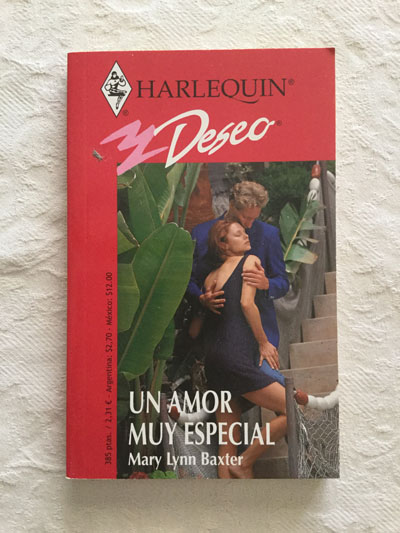 HARLEQUIN®
Deseo®
UN AMOR
MUY ESPECIAL
Mary Lynn Baxter
385 ptas. / 2,31 € - Argentina: $2,70 - México: $12.00